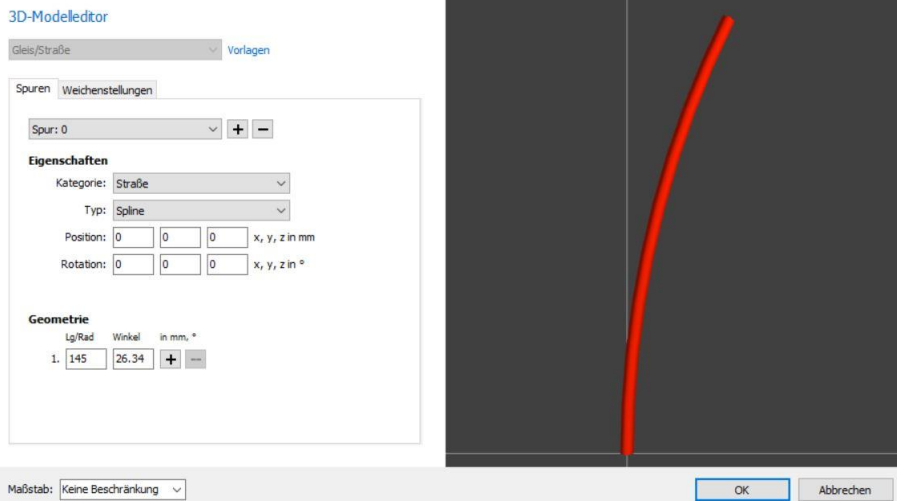 3D-Modelleditor
Gleis/Straße Vorlagen
Spuren Weichenstellungen
Spur: 0 + −
Eigenschaften
Kategorie: Straße
Typ: Spline
Position: 0 0 0 x, y, z in mm
Rotation: 0 0 0 x, y, z in °
Geometrie
Lg/Rad Winkel in mm, °
1. 145 26.34 + −
Maßstab: Keine Beschränkung OK Abbrechen